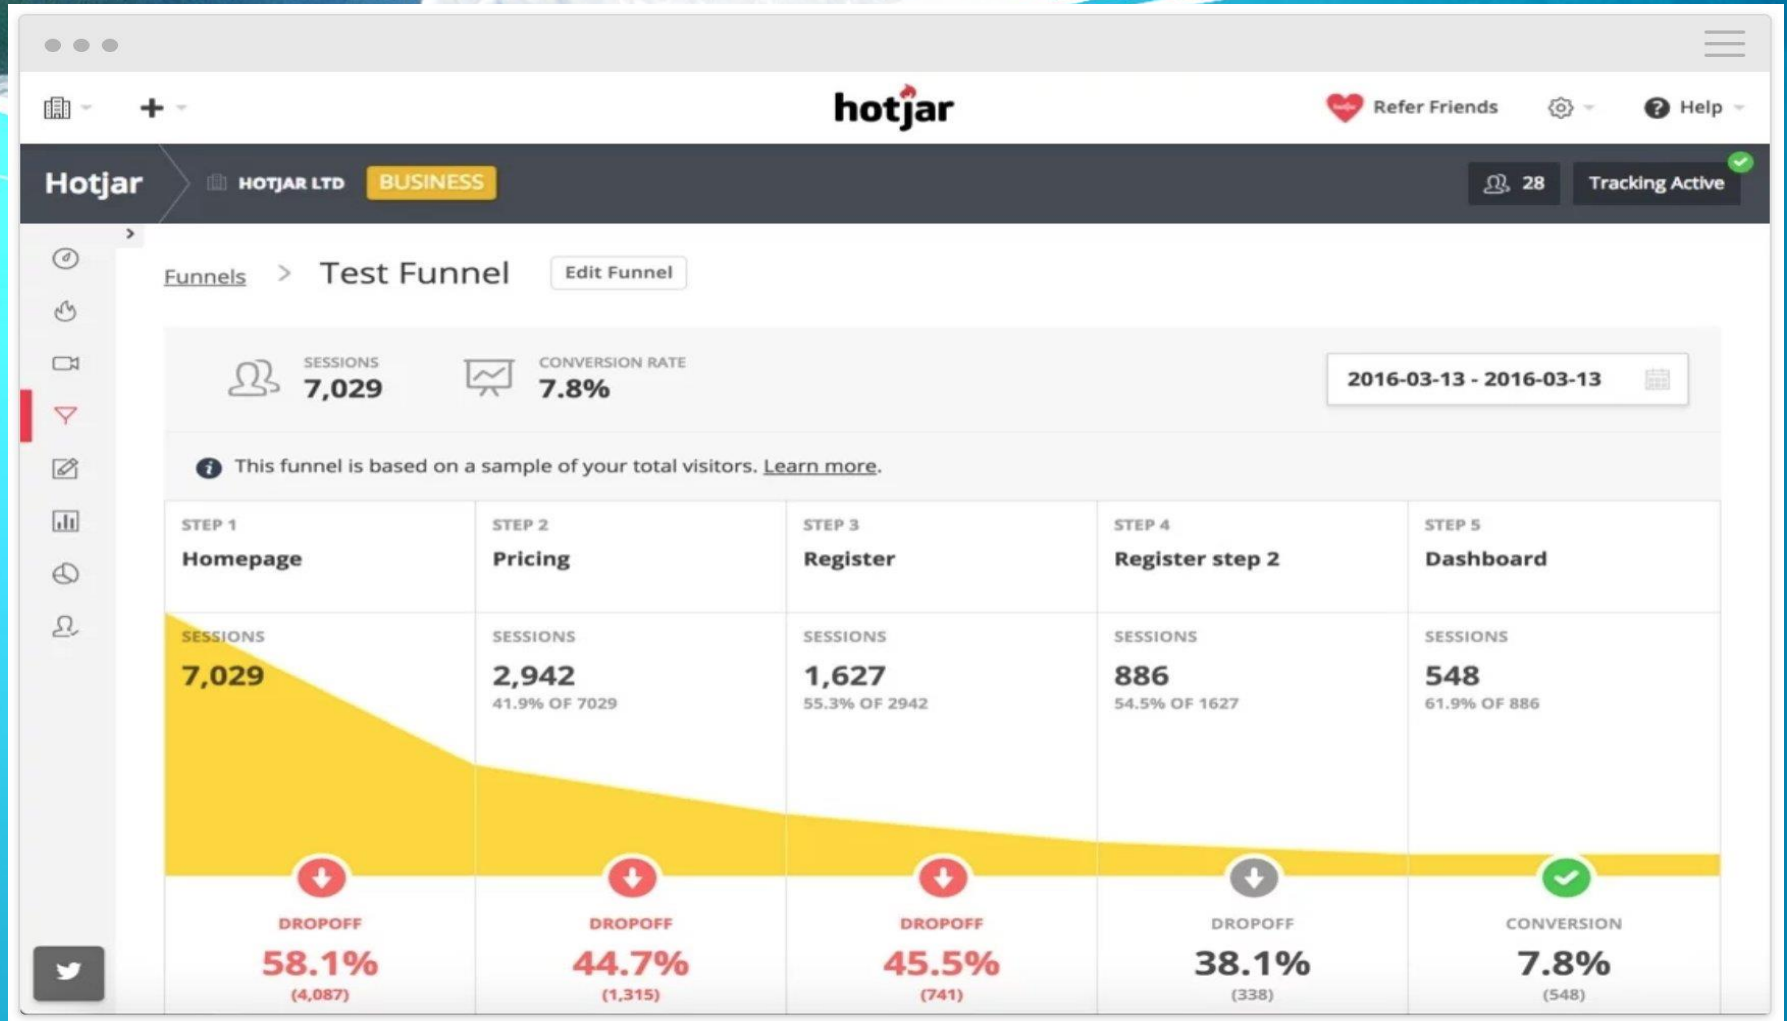 hotjar
Refer Friends
Help
Hotjar
HOTJAR LTD
BUSINESS
28
Tracking Active
Funnels > Test Funnel
Edit Funnel
SESSIONS
7,029
CONVERSION RATE
7.8%
2016-03-13 - 2016-03-13
This funnel is based on a sample of your total visitors. Learn more.
STEP 1
Homepage
STEP 2
Pricing
STEP 3
Register
STEP 4
Register step 2
STEP 5
Dashboard
SESSIONS
7,029
SESSIONS
2,942
41.9% OF 7029
SESSIONS
1,627
55.3% OF 2942
SESSIONS
886
54.5% OF 1627
SESSIONS
548
61.9% OF 886
DROPOFF
58.1%
(4,087)
DROPOFF
44.7%
(1,315)
DROPOFF
45.5%
(741)
DROPOFF
38.1%
(338)
CONVERSION
7.8%
(548)